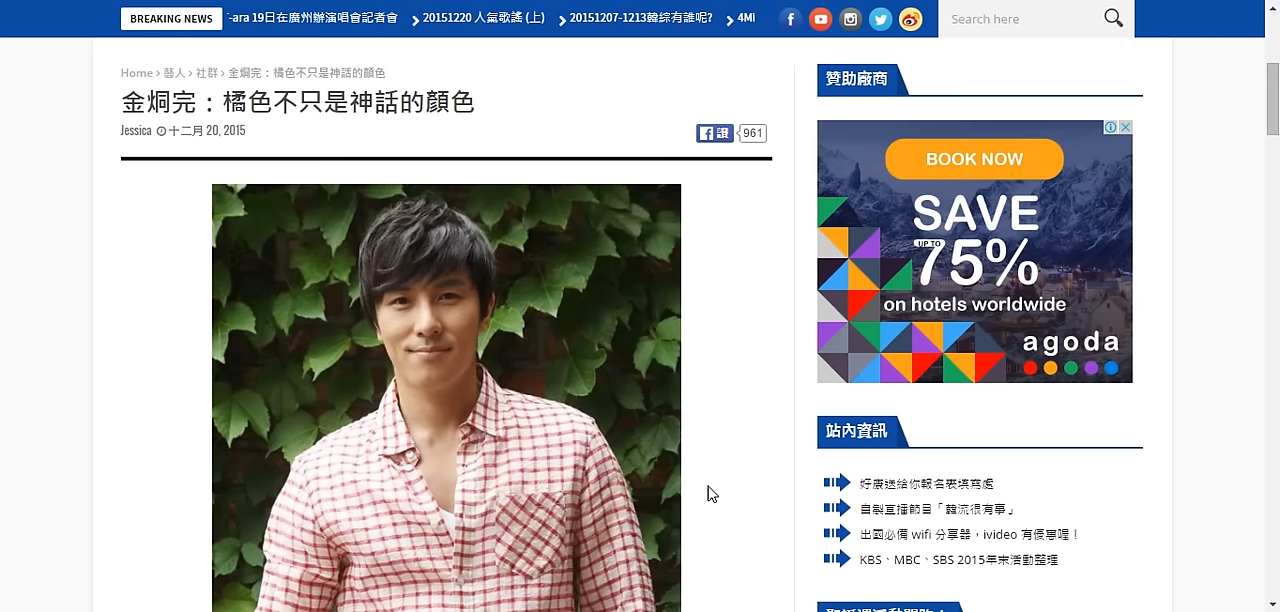 BREAKING NEWS
-ara 19日在廣州辦演唱會記者會
20151220 人氣歌謠 (上)
20151207-1213韓綜有誰呢?
4MI
Search here
Home › 藝人 › 社群 › 金烔完：橘色不只是神話的顏色
金烔完：橘色不只是神話的顏色
Jessica 十二月 20, 2015
讚 961
贊助廠商
BOOK NOW
SAVE
UP TO
75%
on hotels worldwide
agoda
站內資訊
好康送給你報名表填寫處
自製直播節目「韓流很有事」
出國必備 wifi 分享器，ivideo 有優惠喔！
KBS、MBC、SBS 2015年末活動整理